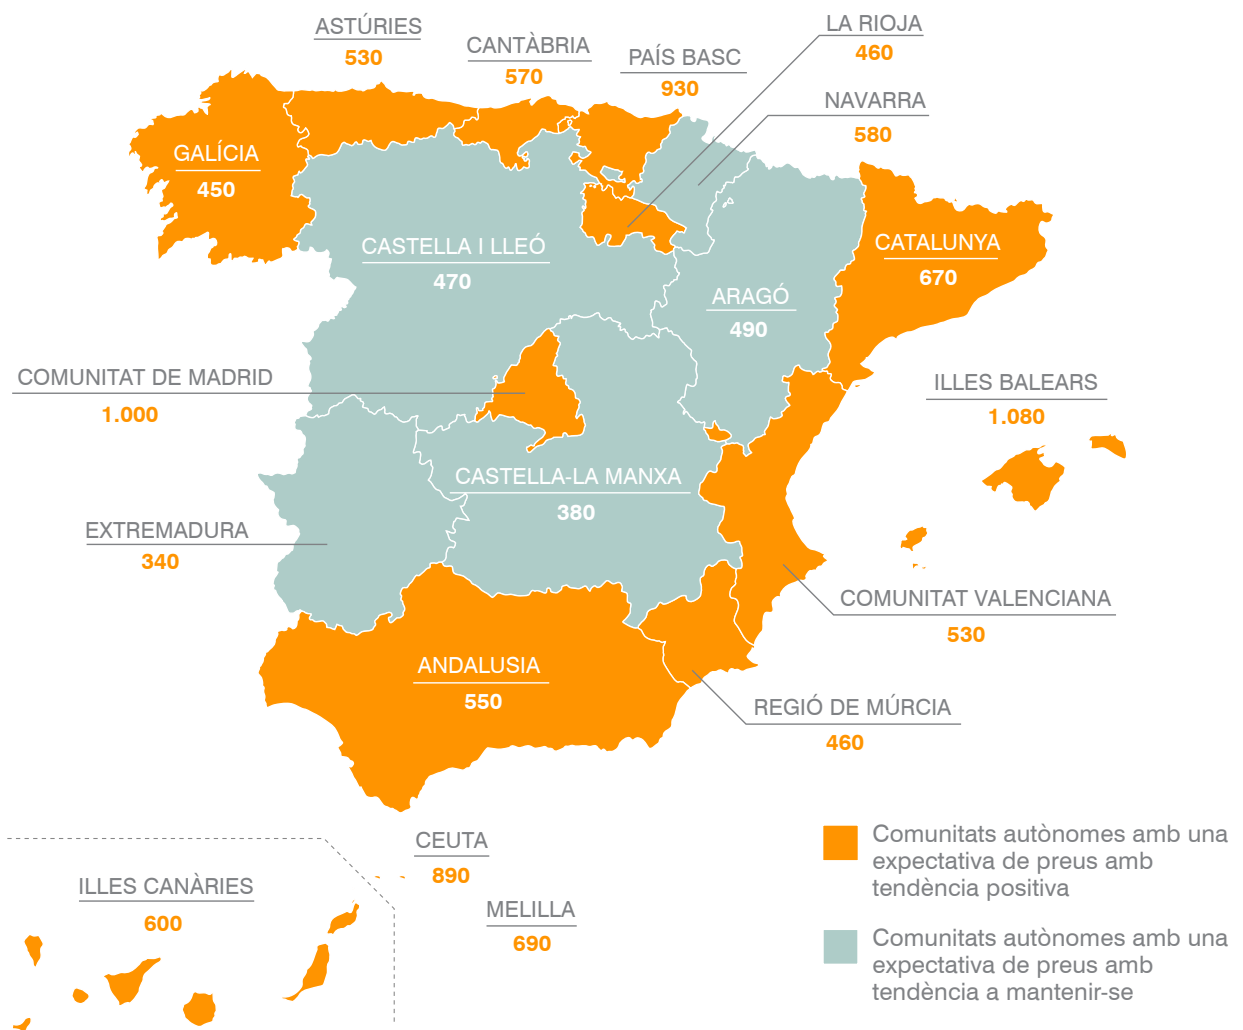 ASTÚRIES
530
CANTÀBRIA
570
PAÍS BASC
930
LA RIOJA
460
NAVARRA
580
GALÍCIA
450
CASTELLA I LLEÓ
470
ARAGÓ
490
CATALUNYA
670
COMUNITAT DE MADRID
1.000
ILLES BALEARS
1.080
CASTELLA-LA MANXA
380
EXTREMADURA
340
COMUNITAT VALENCIANA
530
ANDALUSIA
550
REGIÓ DE MÚRCIA
460
CEUTA
890
MELILLA
690
ILLES CANÀRIES
600
Comunitats autònomes amb una
expectativa de preus amb
tendència positiva
Comunitats autònomes amb una
expectativa de preus amb
tendència a mantenir-se